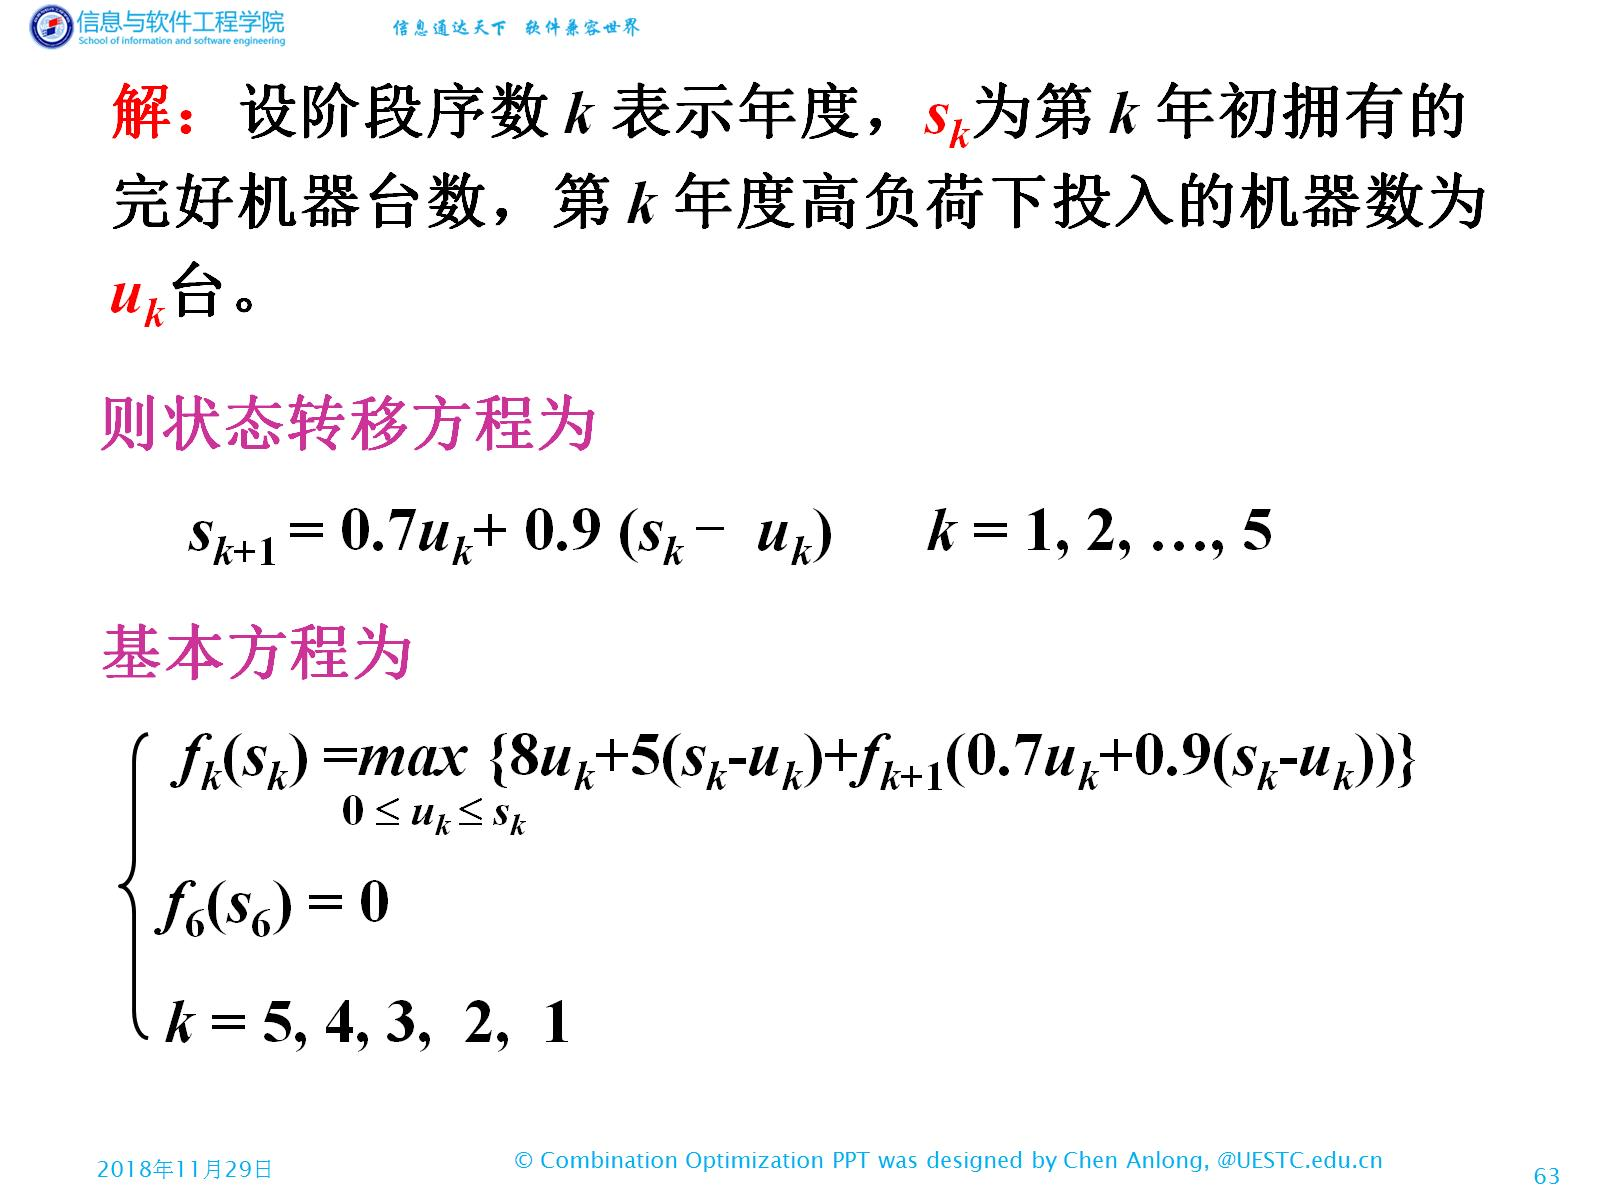 信息与软件工程学院
School of information and software engineering
信息通达天下 软件兼容世界
解：设阶段序数 k 表示年度，sₖ为第 k 年初拥有的
完好机器台数，第 k 年度高负荷下投入的机器数为
uₖ台。
则状态转移方程为
sₖ₊₁ = 0.7uₖ+ 0.9 (sₖ − uₖ) k = 1, 2, …, 5
基本方程为
fₖ(sₖ) =max {8uₖ+5(sₖ-uₖ)+fₖ₊₁(0.7uₖ+0.9(sₖ-uₖ))}
0 ≤ uₖ ≤ sₖ
f₆(s₆) = 0
k = 5, 4, 3, 2, 1
2018年11月29日
© Combination Optimization PPT was designed by Chen Anlong, @UESTC.edu.cn
63